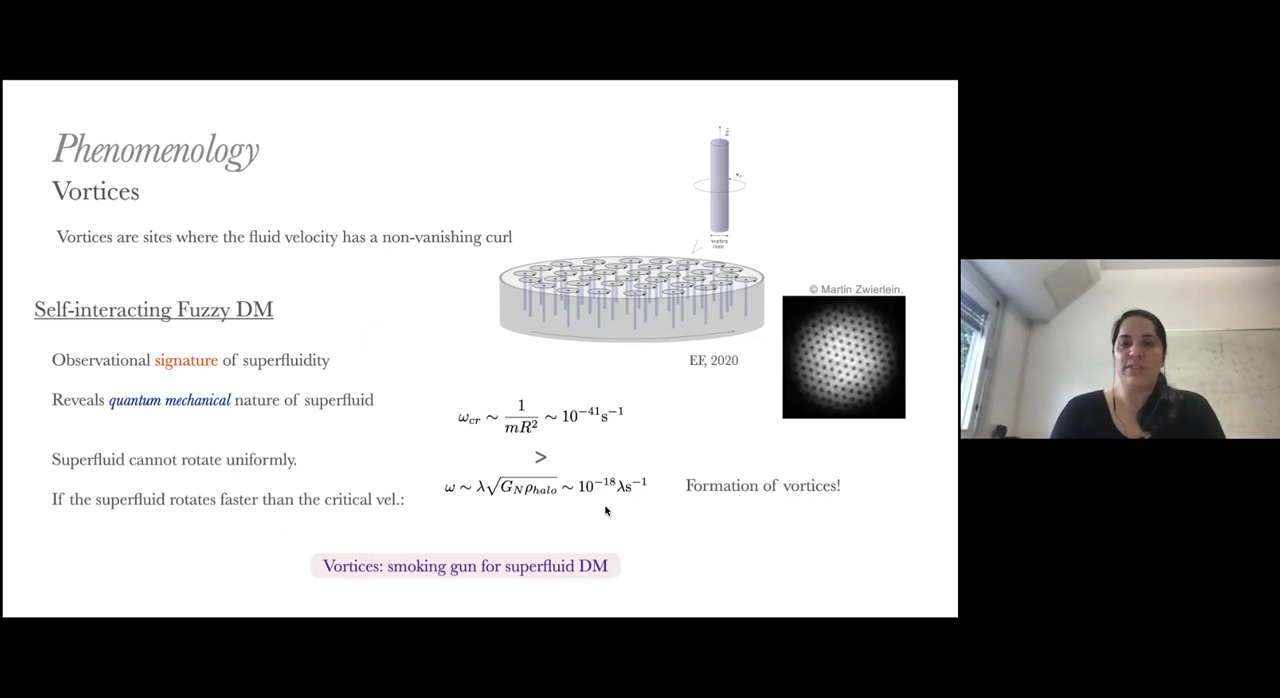 Phenomenology
Vortices
Vortices are sites where the fluid velocity has a non-vanishing curl
vortex
core
© Martin Zwierlein.
Self-interacting Fuzzy DM
Observational signature of superfluidity
EF, 2020
Reveals quantum mechanical nature of superfluid
ω_cr ∼ 1/(mR²) ∼ 10⁻⁴¹ s⁻¹
Superfluid cannot rotate uniformly.
>
If the superfluid rotates faster than the critical vel.:
ω ∼ λ√(G_N ρ_halo) ∼ 10⁻¹⁸ λs⁻¹
Formation of vortices!
Vortices: smoking gun for superfluid DM